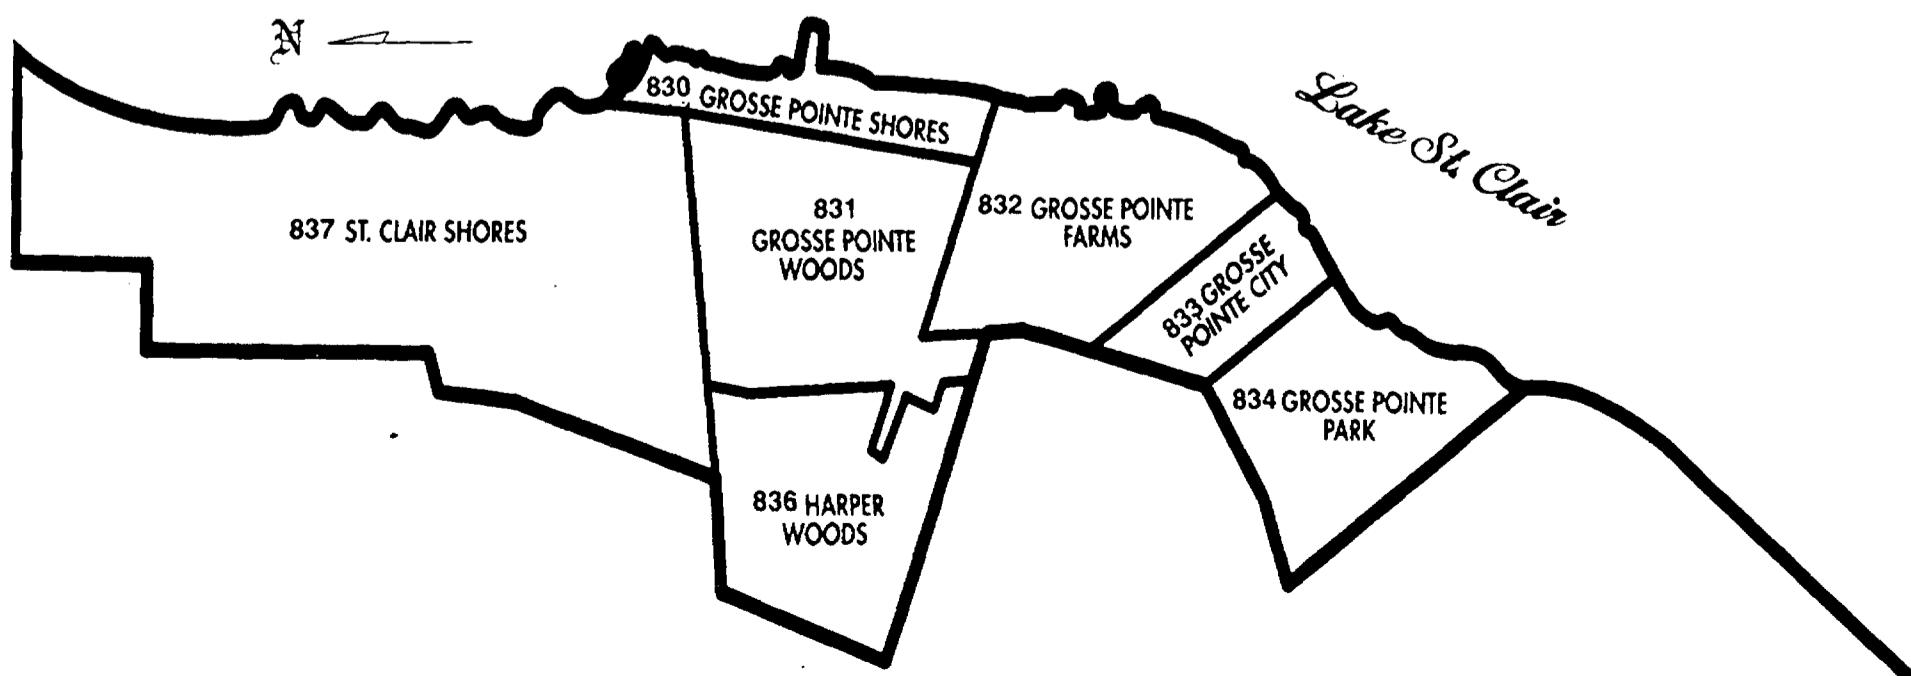 N
830 GROSSE POINTE SHORES
Lake St. Clair
837 ST. CLAIR SHORES
831
GROSSE POINTE
WOODS
832 GROSSE POINTE
FARMS
833 GROSSE
POINTE CITY
834 GROSSE POINTE
PARK
836 HARPER
WOODS